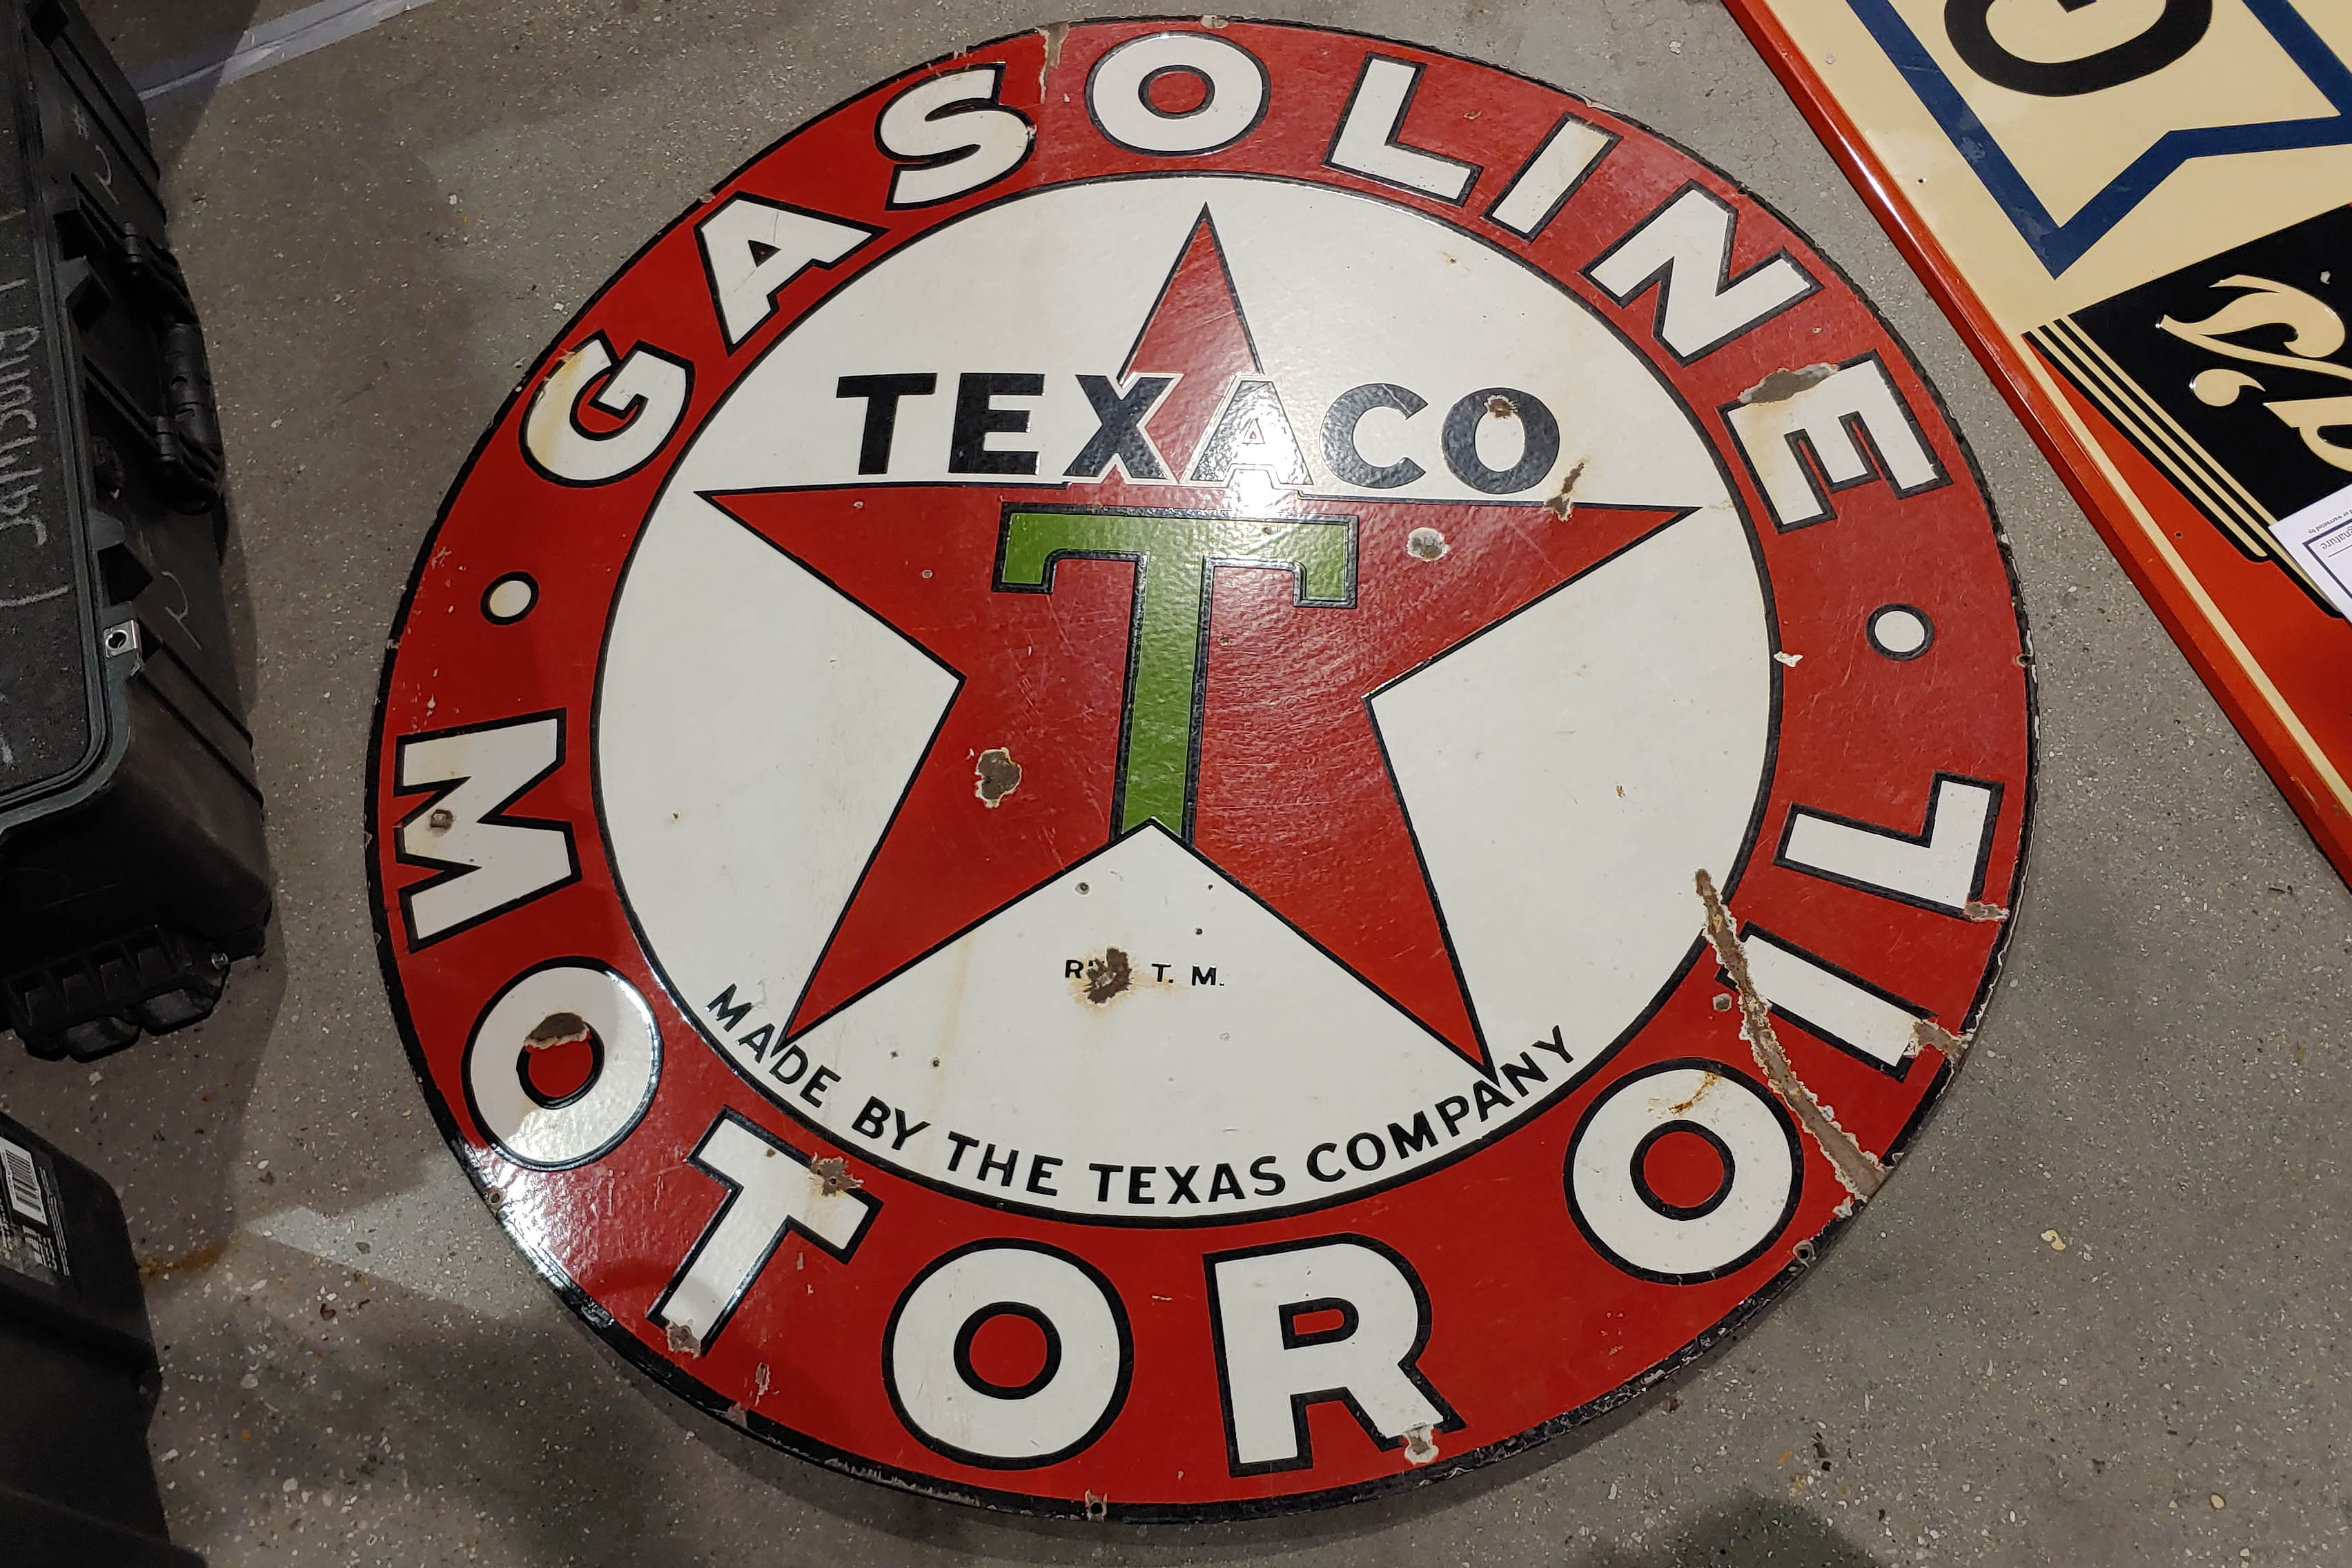 GASOLINE • MOTOR OIL •
TEXACO
T
T. M.
MADE BY THE TEXAS COMPANY
G